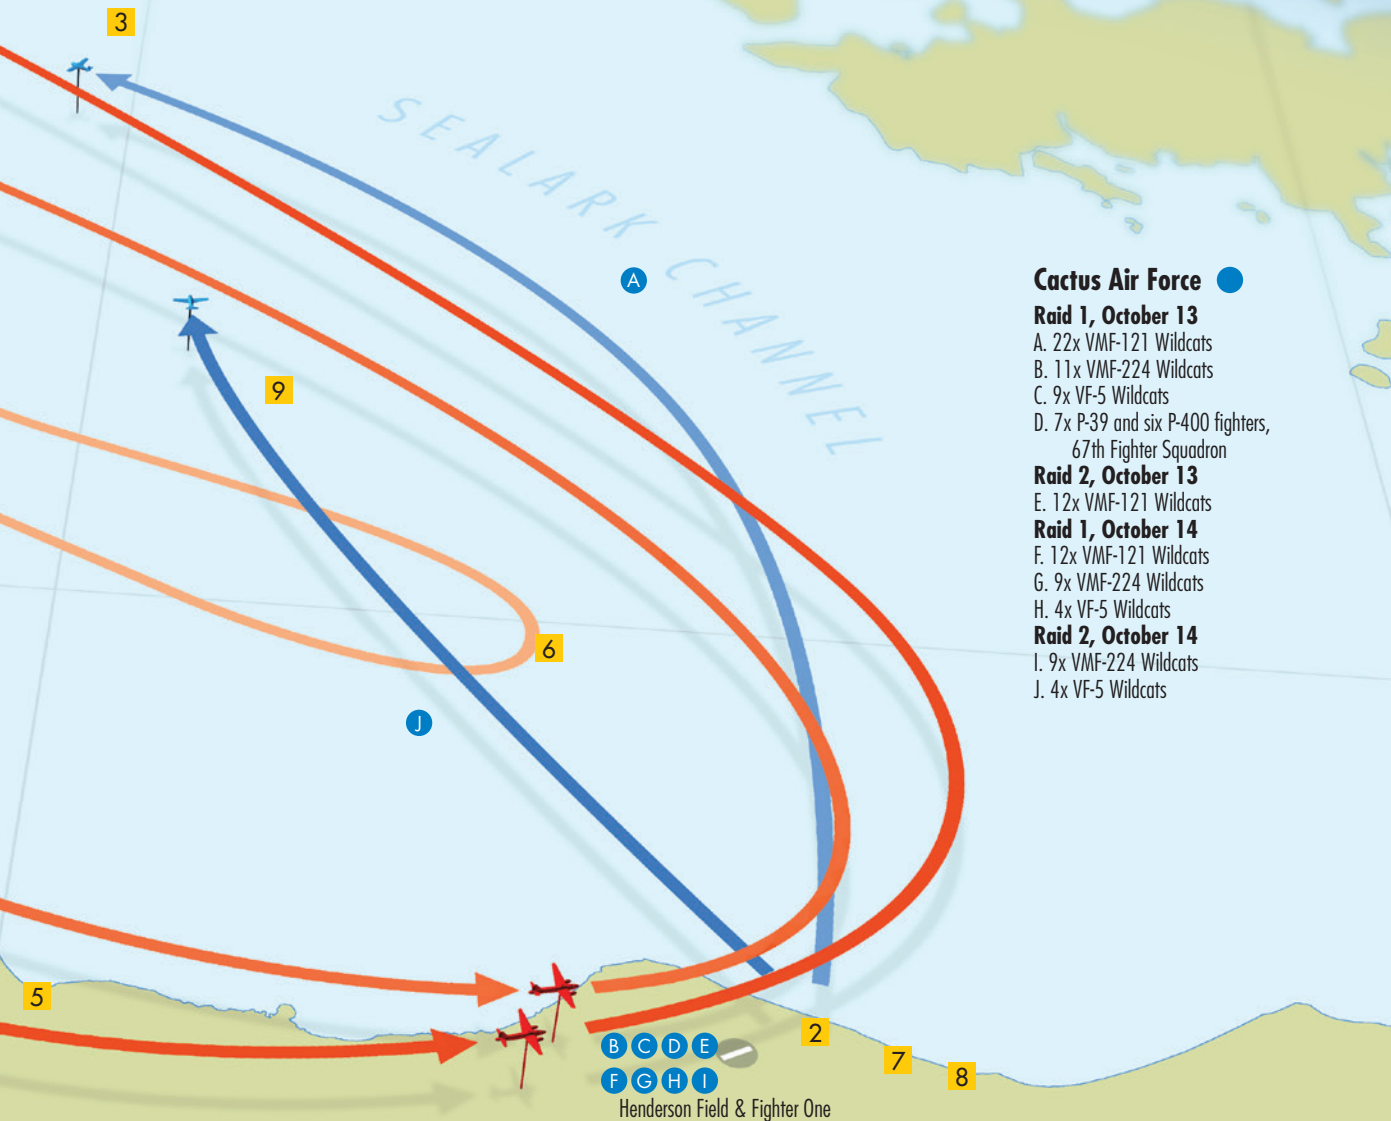 3
SEALARK CHANNEL
A
Cactus Air Force
Raid 1, October 13
A. 22x VMF-121 Wildcats
B. 11x VMF-224 Wildcats
C. 9x VF-5 Wildcats
D. 7x P-39 and six P-400 fighters,
67th Fighter Squadron
Raid 2, October 13
E. 12x VMF-121 Wildcats
Raid 1, October 14
F. 12x VMF-121 Wildcats
G. 9x VMF-224 Wildcats
H. 4x VF-5 Wildcats
Raid 2, October 14
I. 9x VMF-224 Wildcats
J. 4x VF-5 Wildcats
9
6
J
5
2
B C D E
7
8
F G H I
Henderson Field & Fighter One